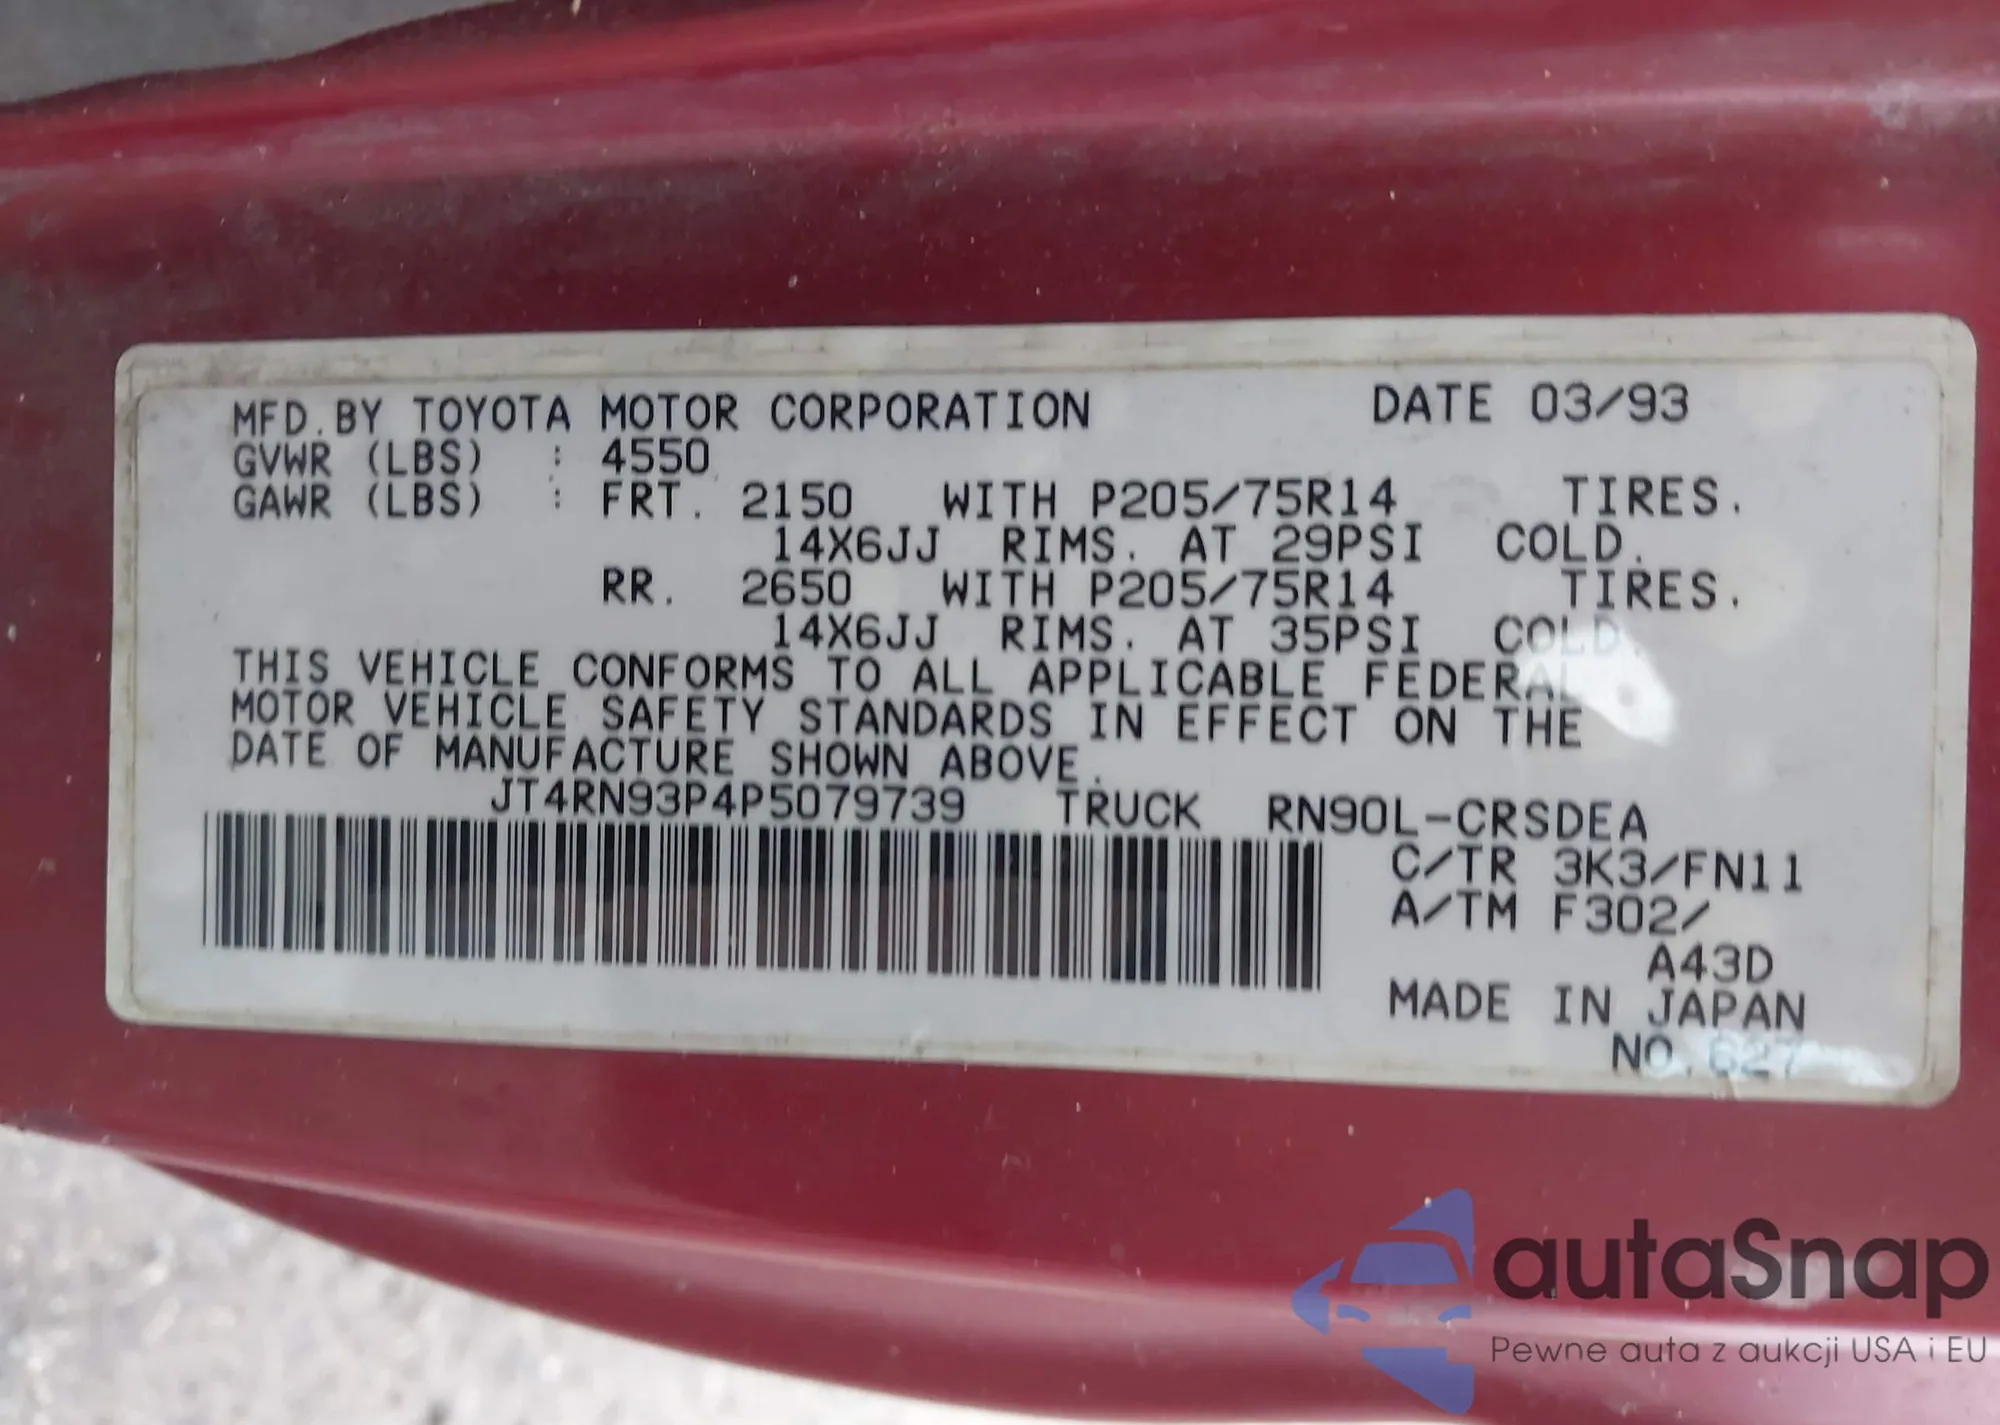 MFD.BY TOYOTA MOTOR CORPORATION DATE 03/93
GVWR (LBS) : 4550
GAWR (LBS) : FRT. 2150 WITH P205/75R14 TIRES.
14X6JJ RIMS. AT 29PSI COLD.
RR. 2650 WITH P205/75R14 TIRES.
14X6JJ RIMS. AT 35PSI COLD.
THIS VEHICLE CONFORMS TO ALL APPLICABLE FEDERAL
MOTOR VEHICLE SAFETY STANDARDS IN EFFECT ON THE
DATE OF MANUFACTURE SHOWN ABOVE.
JT4RN93P4P5079739 TRUCK RN90L-CRSDEA
C/TR 3K3/FN11
A/TM F302/
A43D
MADE IN JAPAN
NO.627
autaSnap
Pewne auta z aukcji USA i EU